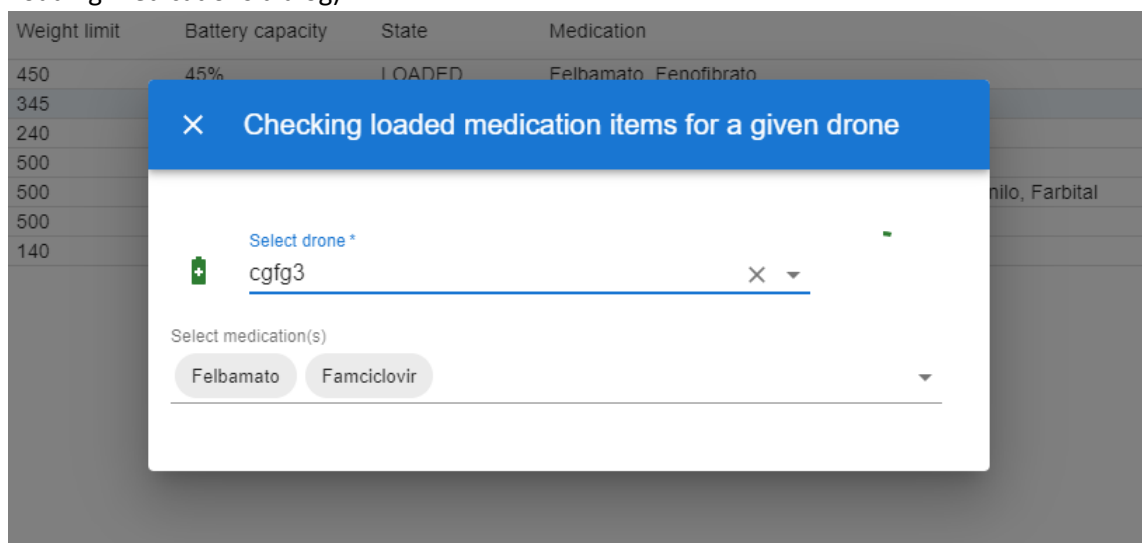 Weight limit Battery capacity State Medication
450 45% LOADED Felbamato, Fenofibrato
345
240
500
500 nilo, Farbital
500
140
Checking loaded medication items for a given drone
Select drone *
cgfg3
Select medication(s)
Felbamato Famciclovir